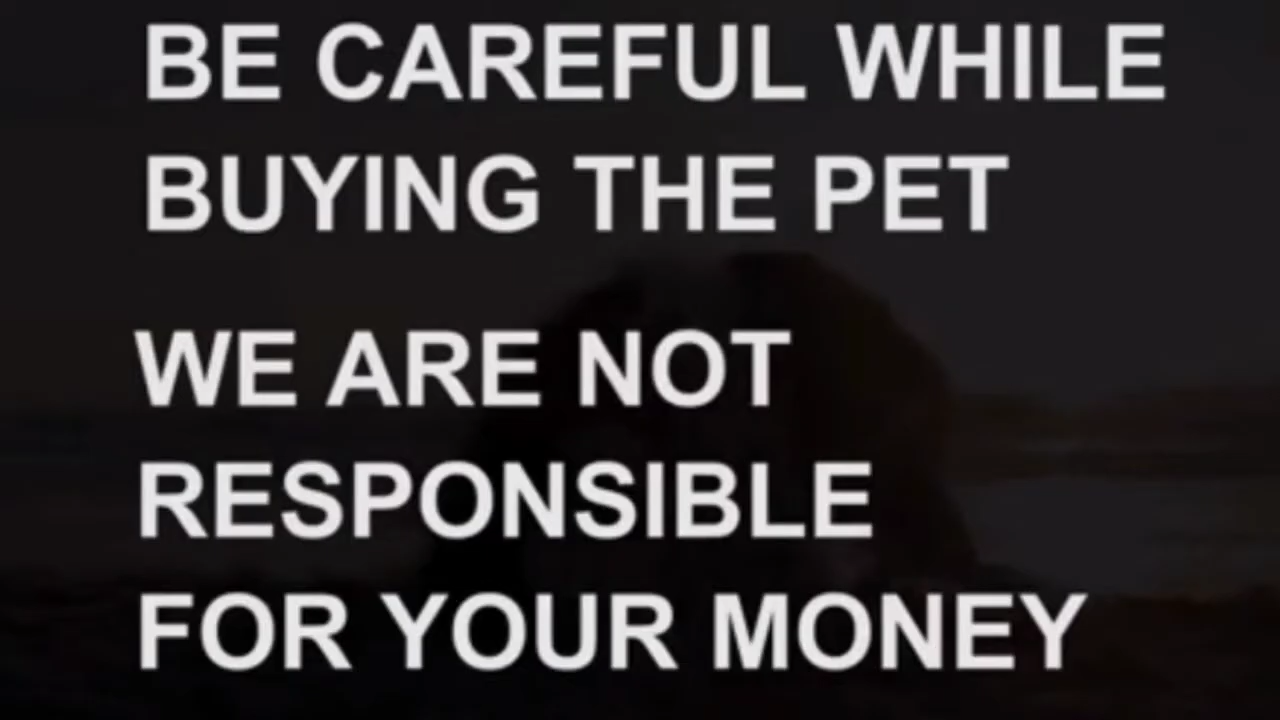 BE CAREFUL WHILE
BUYING THE PET
WE ARE NOT
RESPONSIBLE
FOR YOUR MONEY